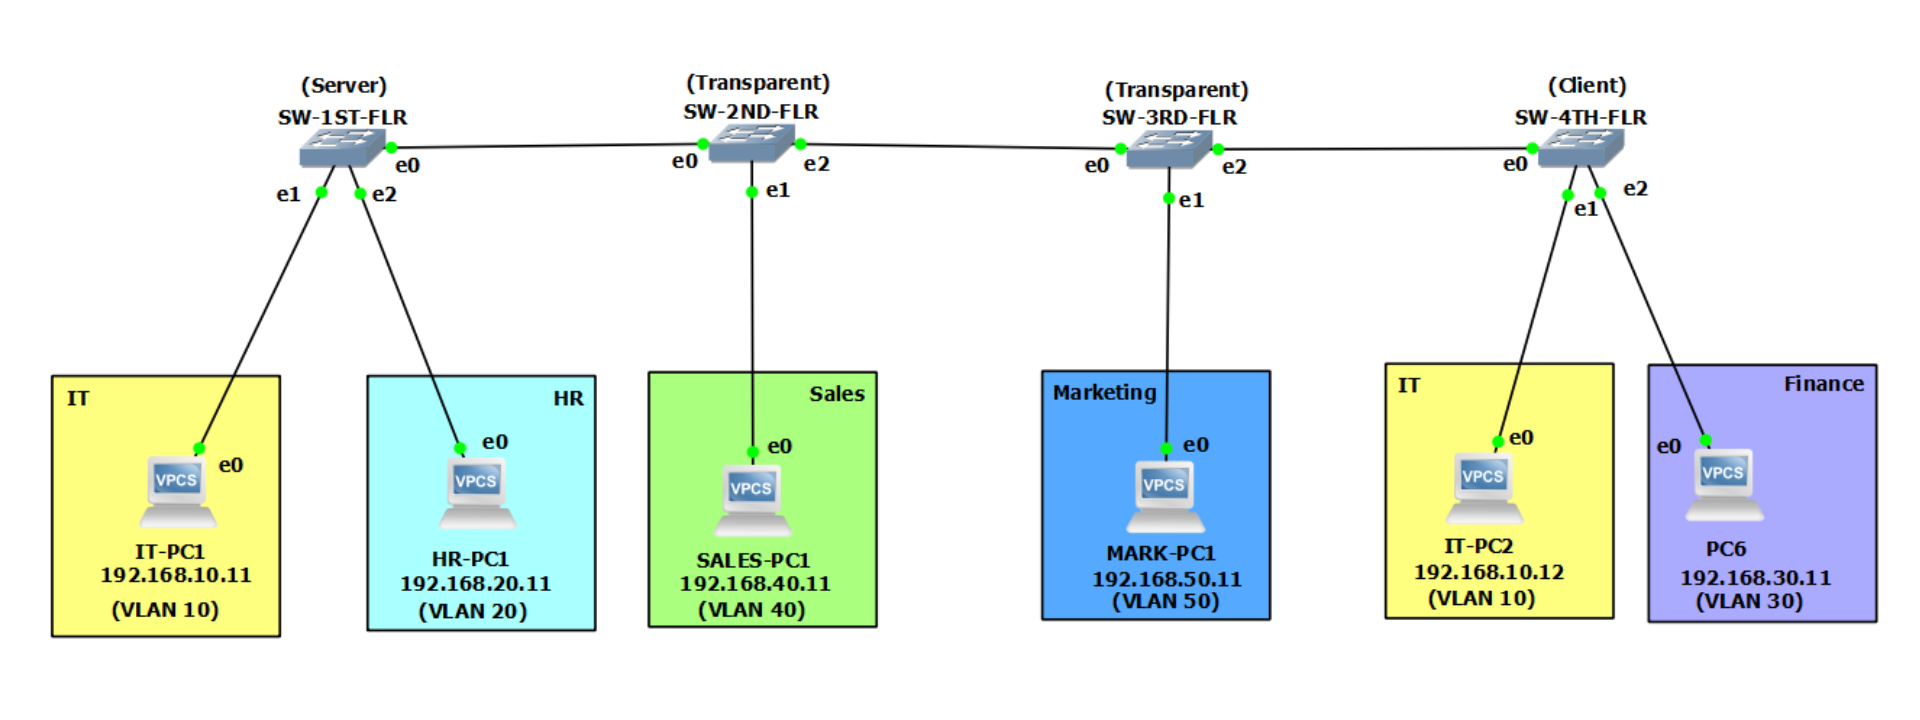 (Server)
SW-1ST-FLR
e0
e1
e2
(Transparent)
SW-2ND-FLR
e0
e2
e1
(Transparent)
SW-3RD-FLR
e0
e2
e1
(Client)
SW-4TH-FLR
e0
e2
e1
IT
e0
VPCS
IT-PC1
192.168.10.11
(VLAN 10)
HR
e0
VPCS
HR-PC1
192.168.20.11
(VLAN 20)
Sales
e0
VPCS
SALES-PC1
192.168.40.11
(VLAN 40)
Marketing
e0
VPCS
MARK-PC1
192.168.50.11
(VLAN 50)
IT
e0
VPCS
IT-PC2
192.168.10.12
(VLAN 10)
Finance
e0
VPCS
PC6
192.168.30.11
(VLAN 30)